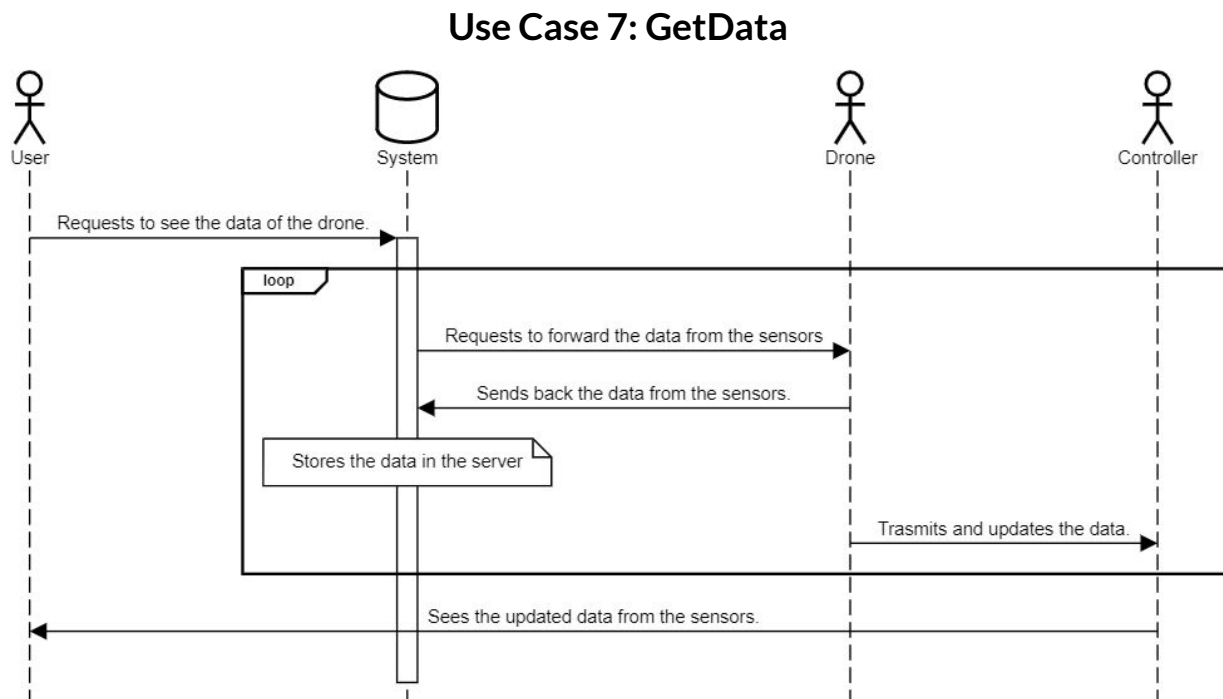 Use Case 7: GetData
User
System
Drone
Controller
Requests to see the data of the drone.
loop
Requests to forward the data from the sensors
Sends back the data from the sensors.
Stores the data in the server
Trasmits and updates the data.
Sees the updated data from the sensors.